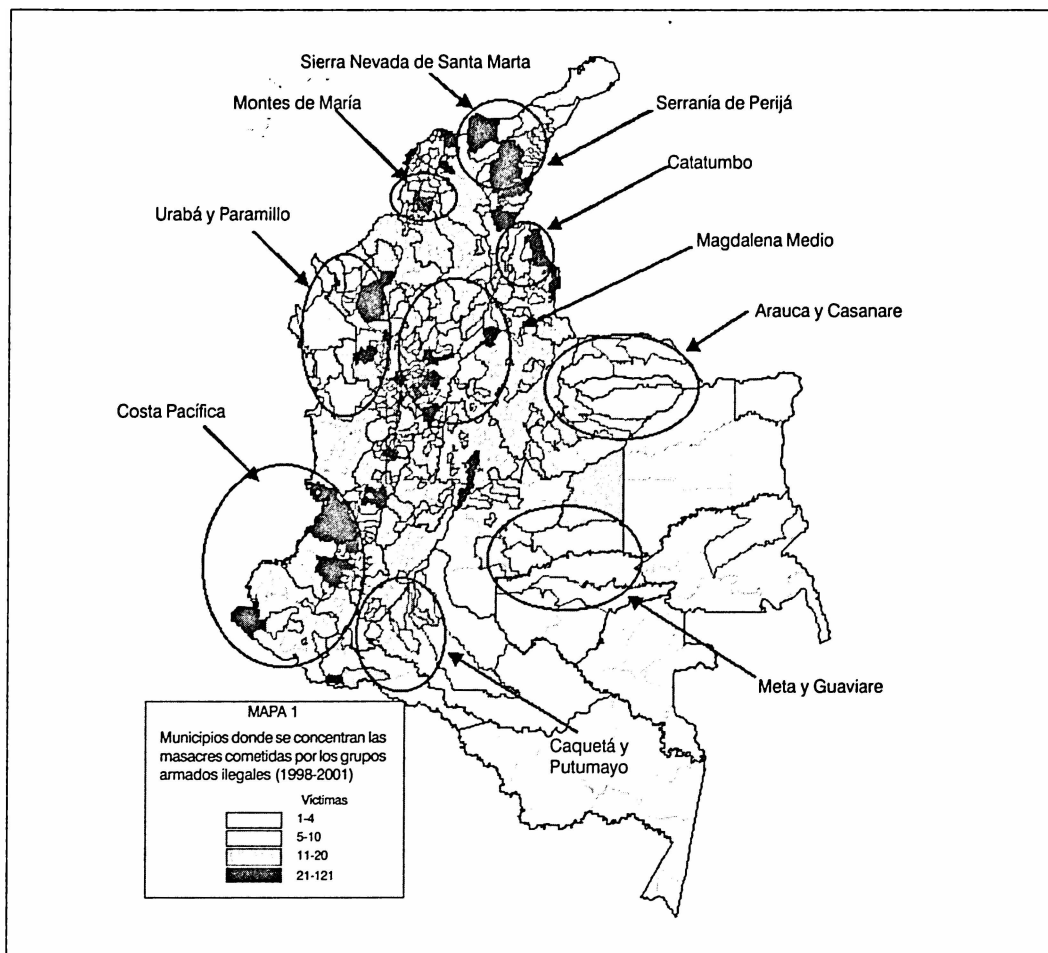 Sierra Nevada de Santa Marta
Montes de María
Serranía de Perijá
Catatumbo
Urabá y Paramillo
Magdalena Medio
Arauca y Casanare
Costa Pacífica
Meta y Guaviare
Caquetá y
Putumayo
MAPA 1
Municipios donde se concentran las
masacres cometidas por los grupos
armados ilegales (1998-2001)
Víctimas
1-4
5-10
11-20
21-121